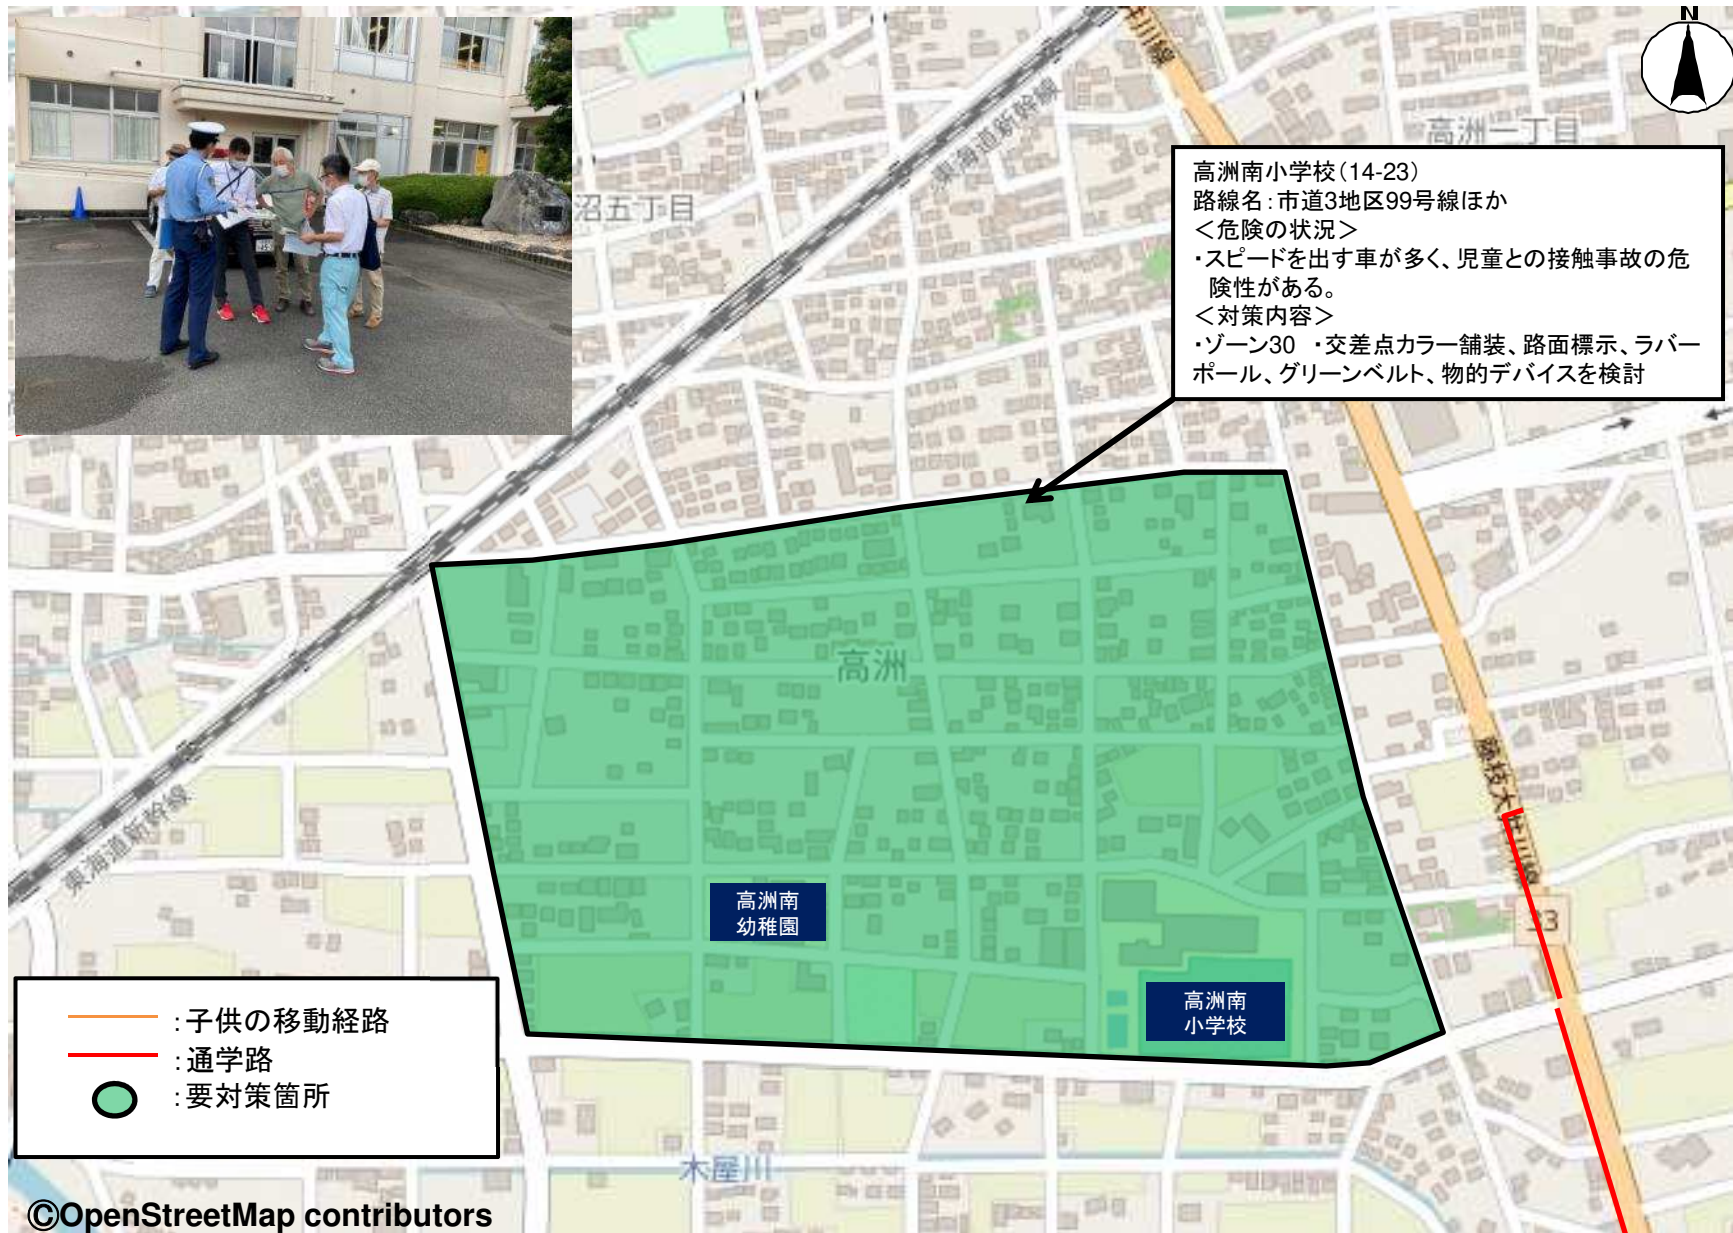 N
士川線
高洲一丁目
東海道新幹線
沼五丁目
高洲南小学校(14-23)
路線名:市道3地区99号線ほか
<危険の状況>
・スピードを出す車が多く、児童との接触事故の危
険性がある。
<対策内容>
・ゾーン30 ・交差点カラー舗装、路面標示、ラバー
ポール、グリーンベルト、物的デバイスを検討
高洲
東海道新幹線
33
高洲南
幼稚園
高洲南
小学校
:子供の移動経路
:通学路
:要対策箇所
木屋川
©OpenStreetMap contributors